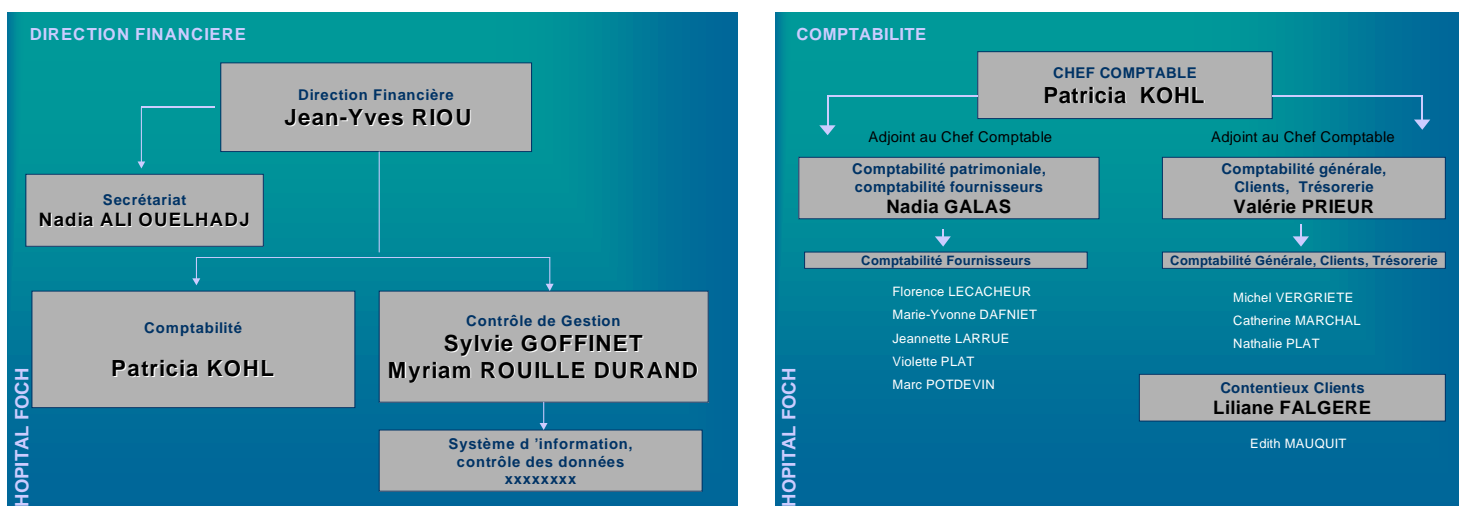 DIRECTION FINANCIERE
Direction Financière
Jean-Yves RIOU
Secrétariat
Nadia ALI OUELHADJ
Comptabilité
Patricia KOHL
Contrôle de Gestion
Sylvie GOFFINET
Myriam ROUILLE DURAND
Système d 'information,
contrôle des données
xxxxxxxx
HOPITAL FOCH
COMPTABILITE
CHEF COMPTABLE
Patricia KOHL
Adjoint au Chef Comptable
Comptabilité patrimoniale,
comptabilité fournisseurs
Nadia GALAS
Comptabilité Fournisseurs
Florence LECACHEUR
Marie-Yvonne DAFNIET
Jeannette LARRUE
Violette PLAT
Marc POTDEVIN
Adjoint au Chef Comptable
Comptabilité générale,
Clients, Trésorerie
Valérie PRIEUR
Comptabilité Générale, Clients, Trésorerie
Michel VERGRIETE
Catherine MARCHAL
Nathalie PLAT
Contentieux Clients
Liliane FALGERE
Edith MAUQUIT
HOPITAL FOCH